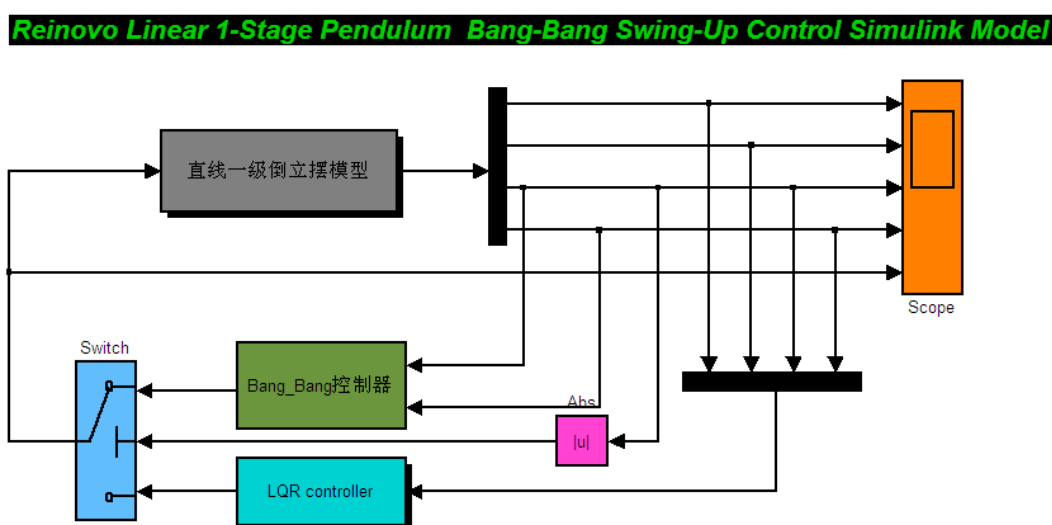 Reinovo Linear 1-Stage Pendulum Bang-Bang Swing-Up Control Simulink Model
直线一级倒立摆模型
Scope
Switch
Bang_Bang控制器
Abs
|u|
LQR controller